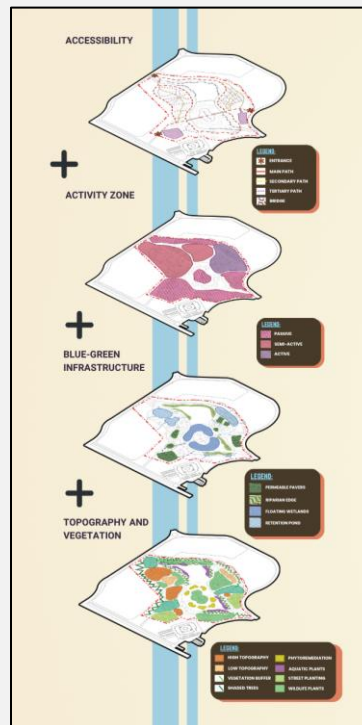 ACCESSIBILITY
LEGEND:
ENTRANCE
MAIN PATH
SECONDARY PATH
TERTIARY PATH
BRIDGE
+
ACTIVITY ZONE
LEGEND:
PASSIVE
SEMI-ACTIVE
ACTIVE
+
BLUE-GREEN
INFRASTRUCTURE
LEGEND:
PERMEABLE PAVERS
RIPARIAN EDGE
FLOATING WETLANDS
RETENTION POND
+
TOPOGRAPHY AND
VEGETATION
LEGEND:
HIGH TOPOGRAPHY
LOW TOPOGRAPHY
VEGETATION BUFFER
SHADED TREES
PHYTOREMEDIATION
AQUATIC PLANTS
STREET PLANTING
WILDLIFE PLANTS